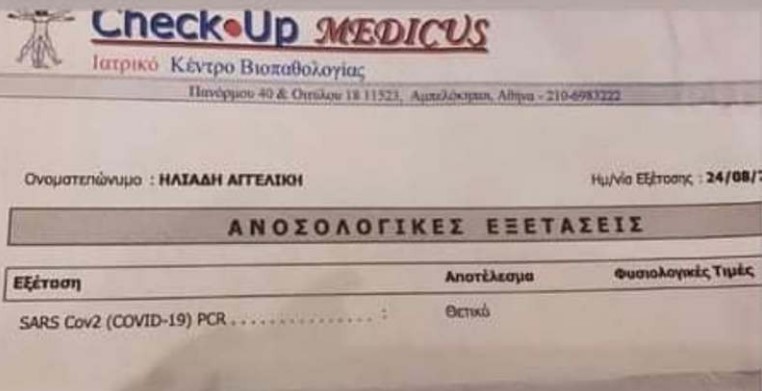 Check•Up MEDICUS
Ιατρικό Κέντρο Βιοπαθολογίας
Πανόρμου 40 & Οιτύλου 18 11523, Αμπελόκηποι, Αθήνα - 210-6983222
Ονοματεπώνυμο : ΗΛΙΑΔΗ ΑΓΓΕΛΙΚΗ Ημ/νία Εξέτασης : 24/08/
ΑΝΟΣΟΛΟΓΙΚΕΣ ΕΞΕΤΑΣΕΙΣ
Εξέταση Αποτέλεσμα Φυσιολογικές Τιμές
SARS Cov2 (COVID-19) PCR . . . . . . . . . . . . . . . : Θετικό